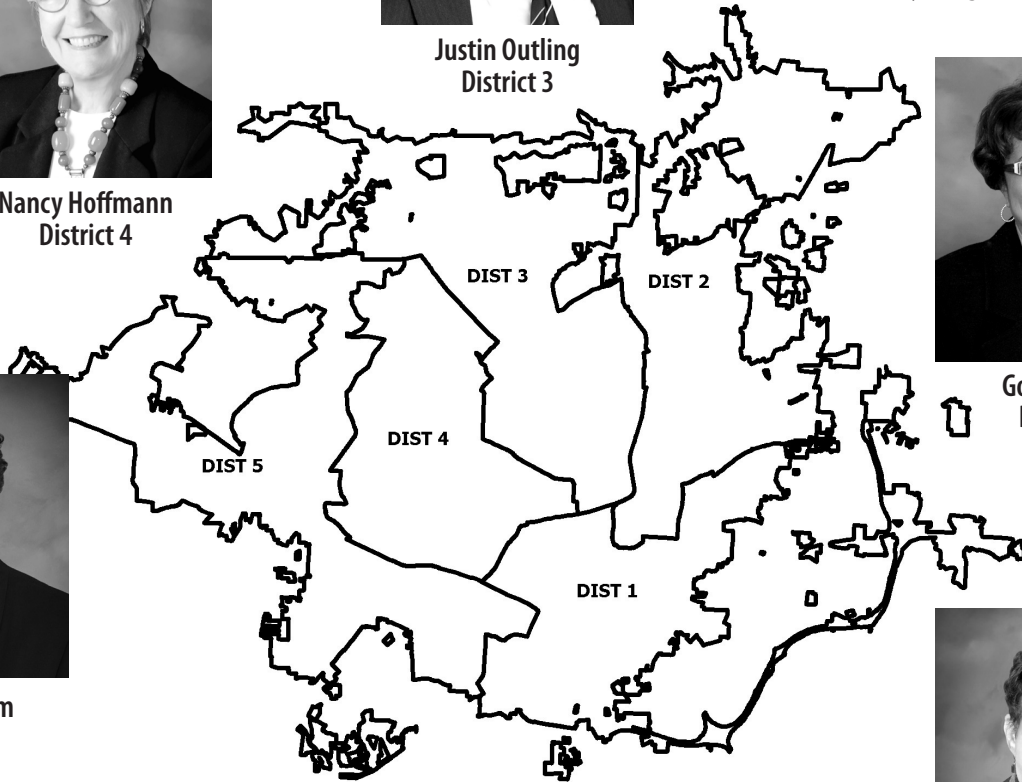 Justin Outling
District 3
Nancy Hoffmann
District 4
DIST 3
DIST 2
DIST 4
DIST 5
DIST 1